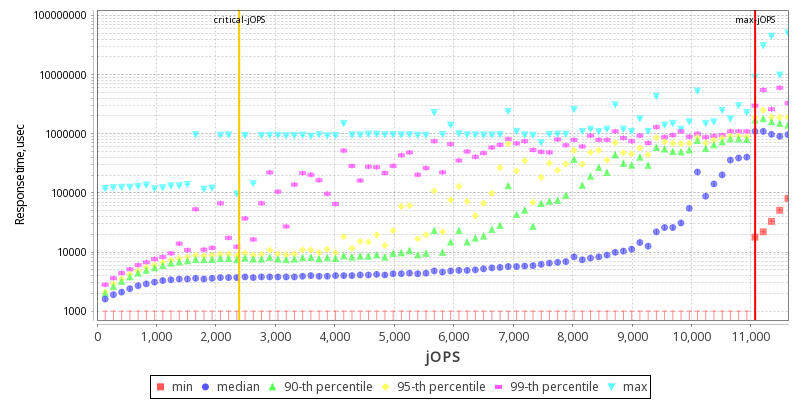 critical-jOPS
max-jOPS
100000000
10000000
1000000
100000
10000
1000
Response time, usec
0
1,000
2,000
3,000
4,000
5,000
6,000
7,000
8,000
9,000
10,000
11,000
jOPS
min
median
90-th percentile
95-th percentile
99-th percentile
max